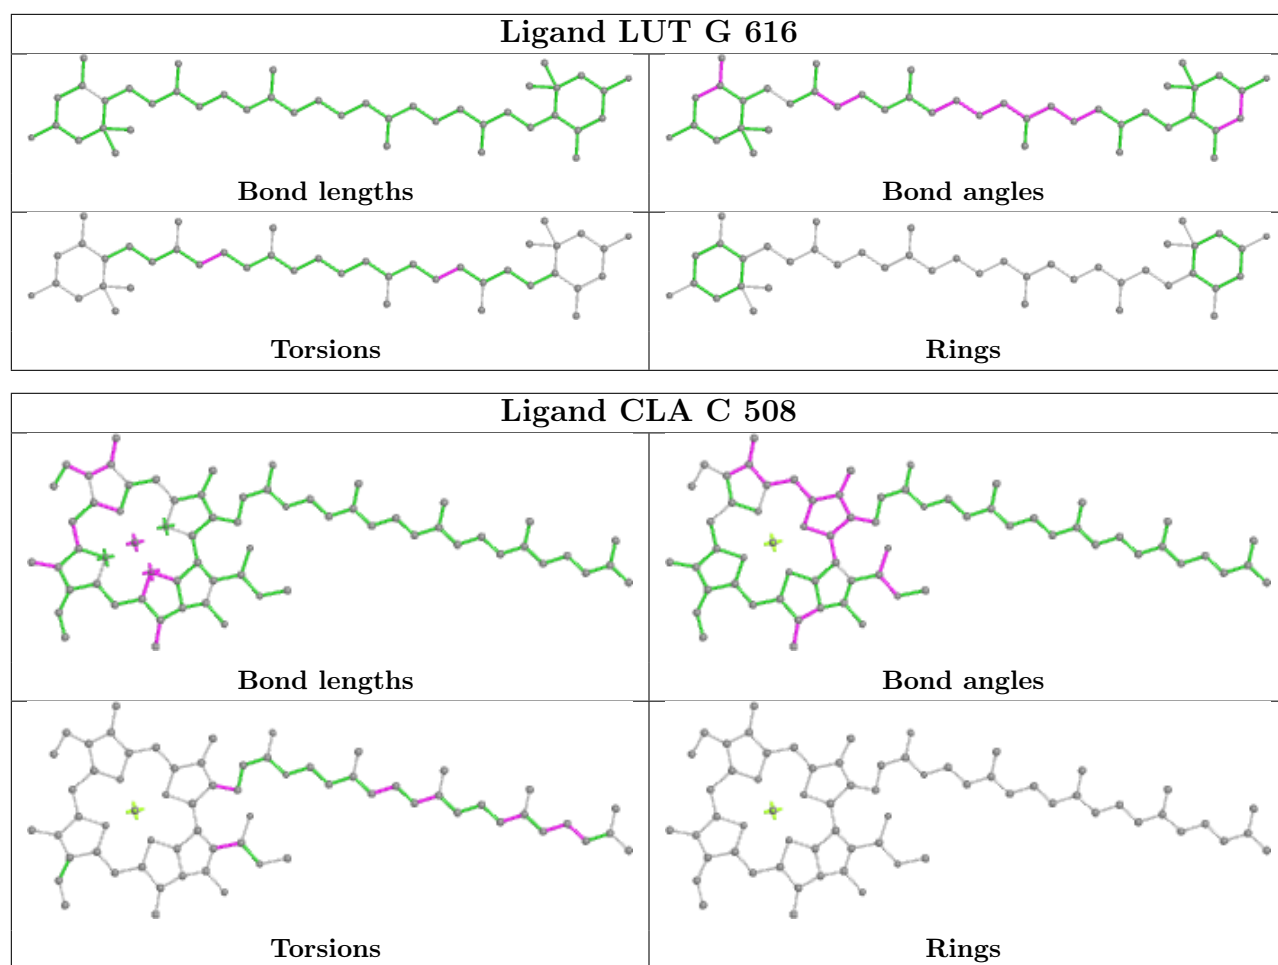 Ligand LUT G 616
Bond lengths
Bond angles
Torsions
Rings
Ligand CLA C 508
Bond lengths
Bond angles
Torsions
Rings